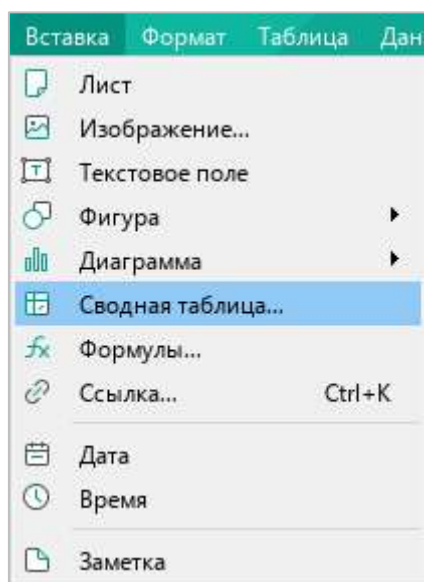 Вставка Формат Таблица Дан
Лист
Изображение...
Текстовое поле
Фигура
Диаграмма
Сводная таблица...
Формулы...
Ссылка... Ctrl+K
Дата
Время
Заметка